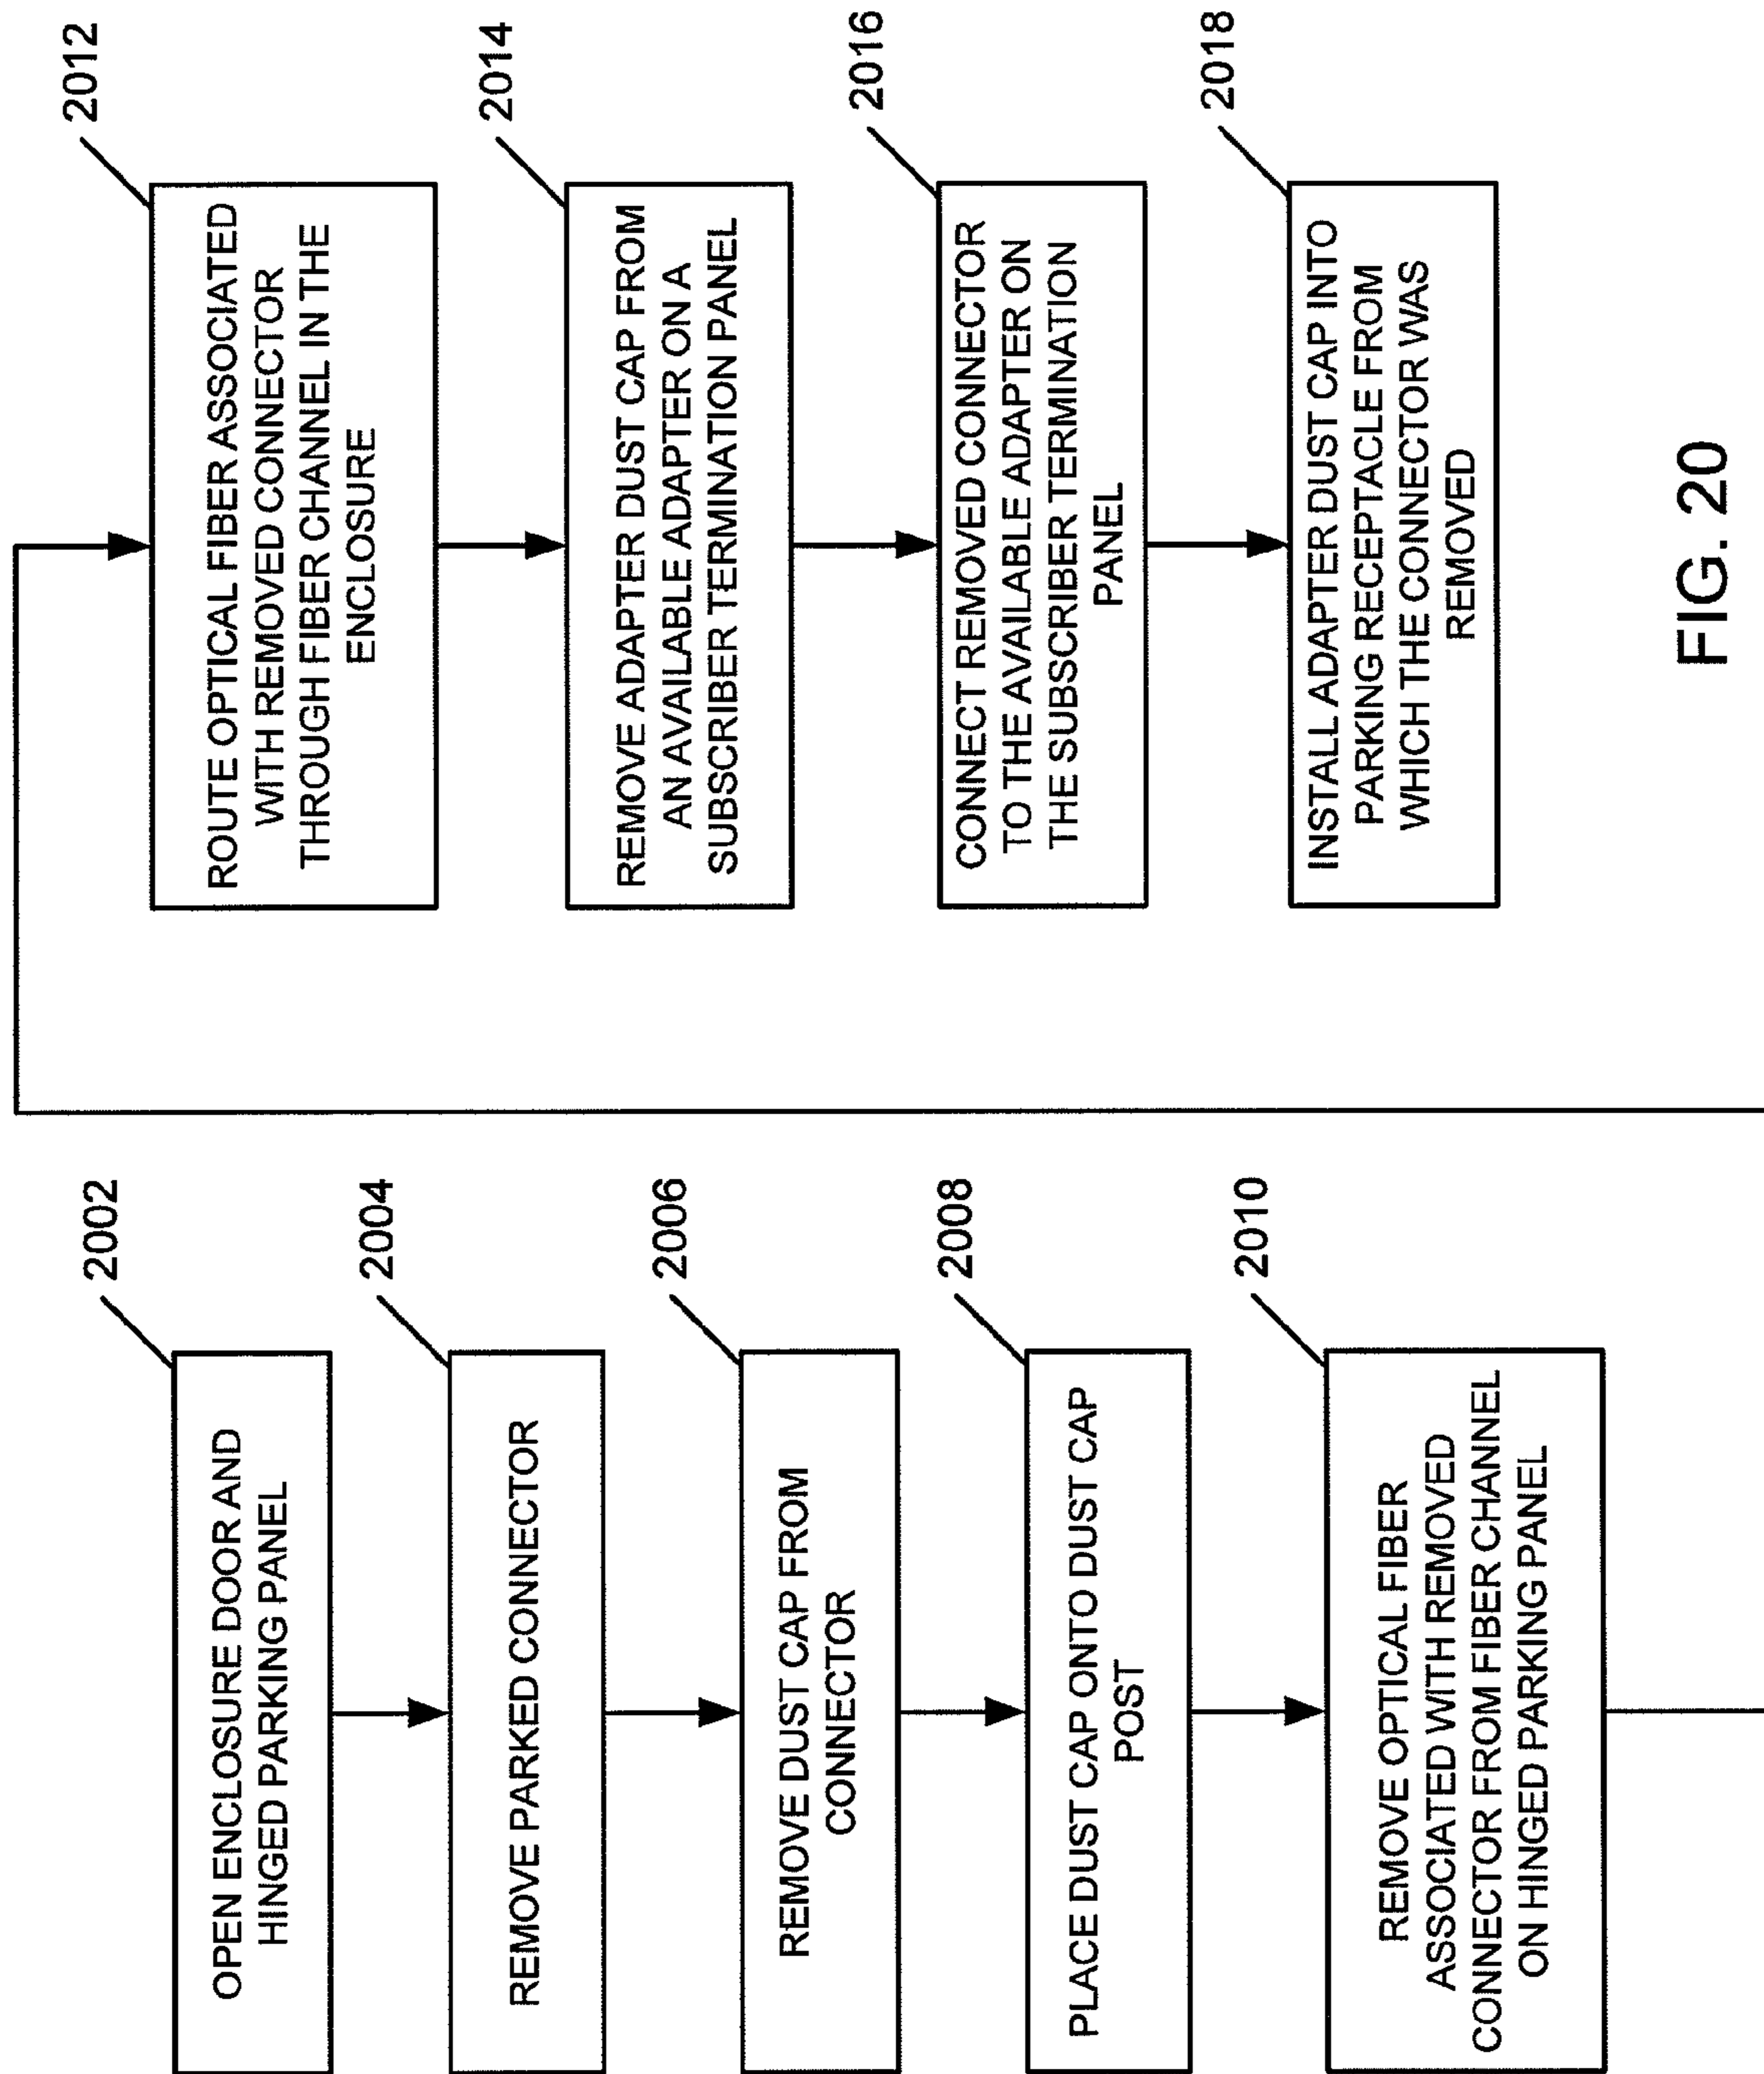 2002
OPEN ENCLOSURE DOOR AND
HINGED PARKING PANEL
2004
REMOVE PARKED CONNECTOR
2006
REMOVE DUST CAP FROM
CONNECTOR
2008
PLACE DUST CAP ONTO DUST CAP
POST
2010
REMOVE OPTICAL FIBER
ASSOCIATED WITH REMOVED
CONNECTOR FROM FIBER CHANNEL
ON HINGED PARKING PANEL
2012
ROUTE OPTICAL FIBER ASSOCIATED
WITH REMOVED CONNECTOR
THROUGH FIBER CHANNEL IN THE
ENCLOSURE
2014
REMOVE ADAPTER DUST CAP FROM
AN AVAILABLE ADAPTER ON A
SUBSCRIBER TERMINATION PANEL
2016
CONNECT REMOVED CONNECTOR
TO THE AVAILABLE ADAPTER ON
THE SUBSCRIBER TERMINATION
PANEL
2018
INSTALL ADAPTER DUST CAP INTO
PARKING RECEPTACLE FROM
WHICH THE CONNECTOR WAS
REMOVED
FIG. 20